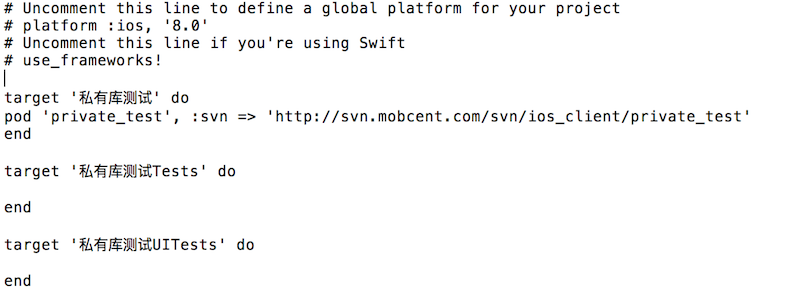 # Uncomment this line to define a global platform for your project
# platform :ios, '8.0'
# Uncomment this line if you're using Swift
# use_frameworks!
target '私有库测试' do
pod 'private_test', :svn => 'http://svn.mobcent.com/svn/ios_client/private_test'
end
target '私有库测试Tests' do
end
target '私有库测试UITests' do
end